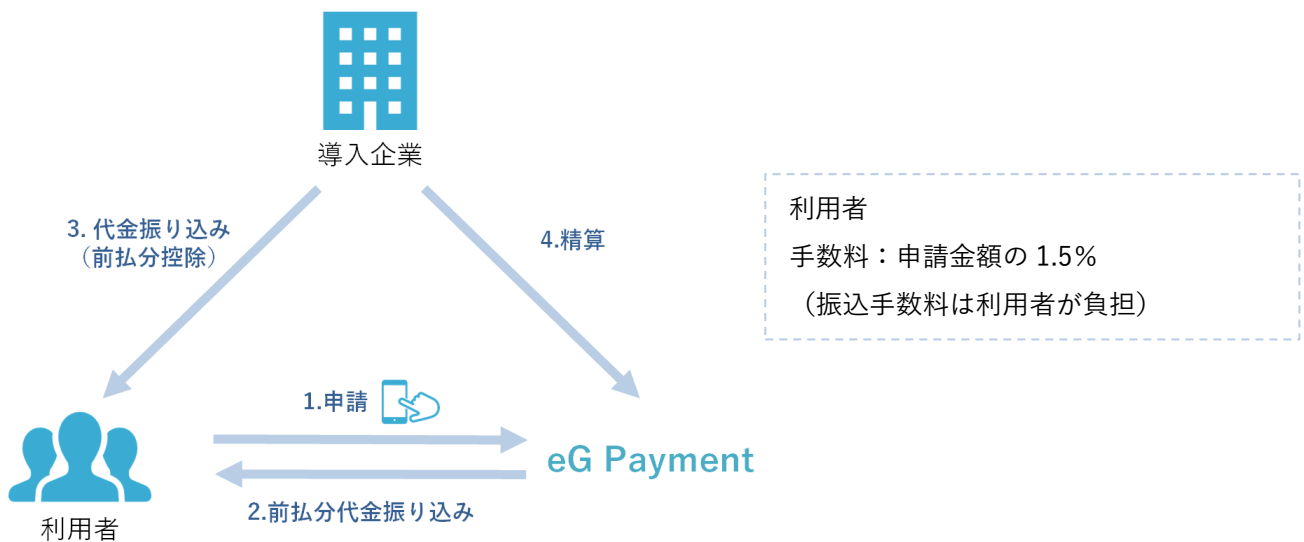 導入企業
3. 代金振り込み
（前払分控除）
4.精算
利用者
手数料：申請金額の 1.5%
（振込手数料は利用者が負担）
1.申請
eG Payment
2.前払分代金振り込み
利用者